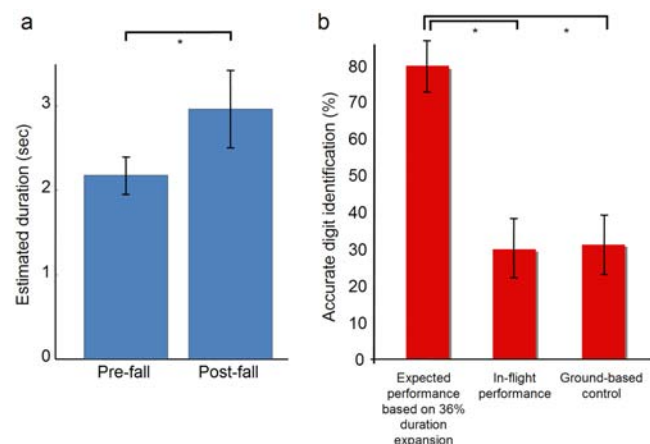 a
*
Estimated duration (sec)
3
2
1
0
Pre-fall
Post-fall
b
*
*
Accurate digit identification (%)
80
70
60
50
40
30
20
10
0
Expected
performance
based on 36%
duration
expansion
In-flight
performance
Ground-based
control